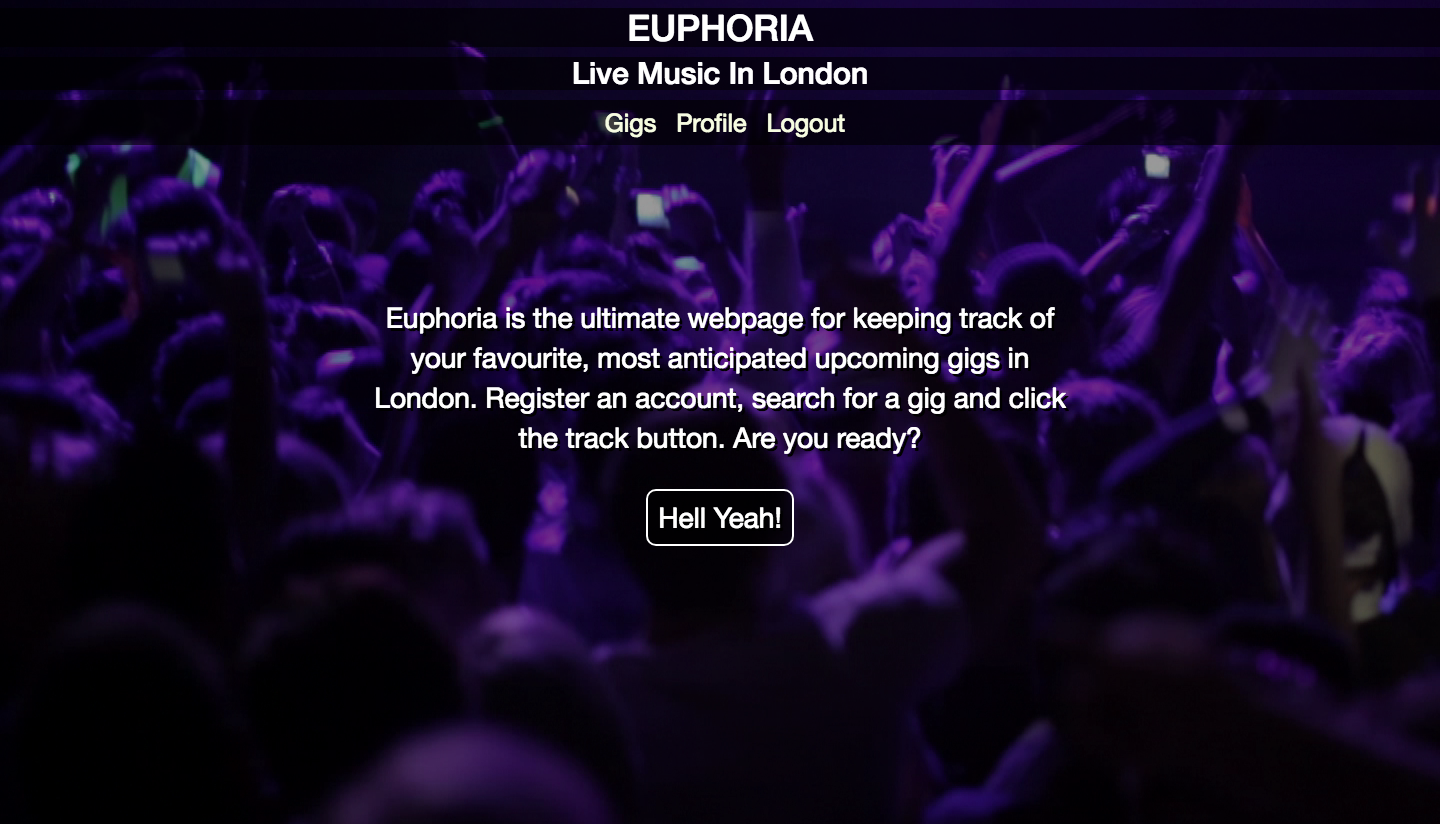 EUPHORIA
Live Music In London
Gigs Profile Logout
Euphoria is the ultimate webpage for keeping track of
your favourite, most anticipated upcoming gigs in
London. Register an account, search for a gig and click
the track button. Are you ready?
Hell Yeah!